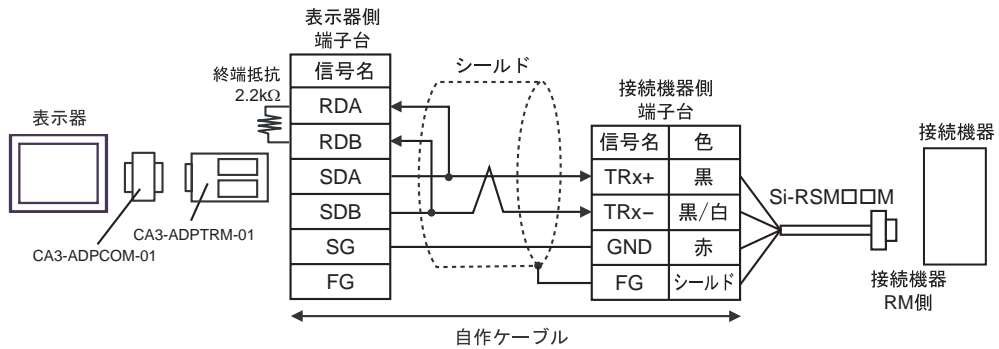 表示器
CA3-ADPCOM-01
CA3-ADPTRM-01
終端抵抗
2.2kΩ
表示器側
端子台
信号名
RDA
RDB
SDA
SDB
SG
FG
シールド
接続機器側
端子台
信号名 色
TRx+ 黒
TRx− 黒/白
GND 赤
FG シールド
自作ケーブル
Si-RSM□□M
接続機器
接続機器
RM側